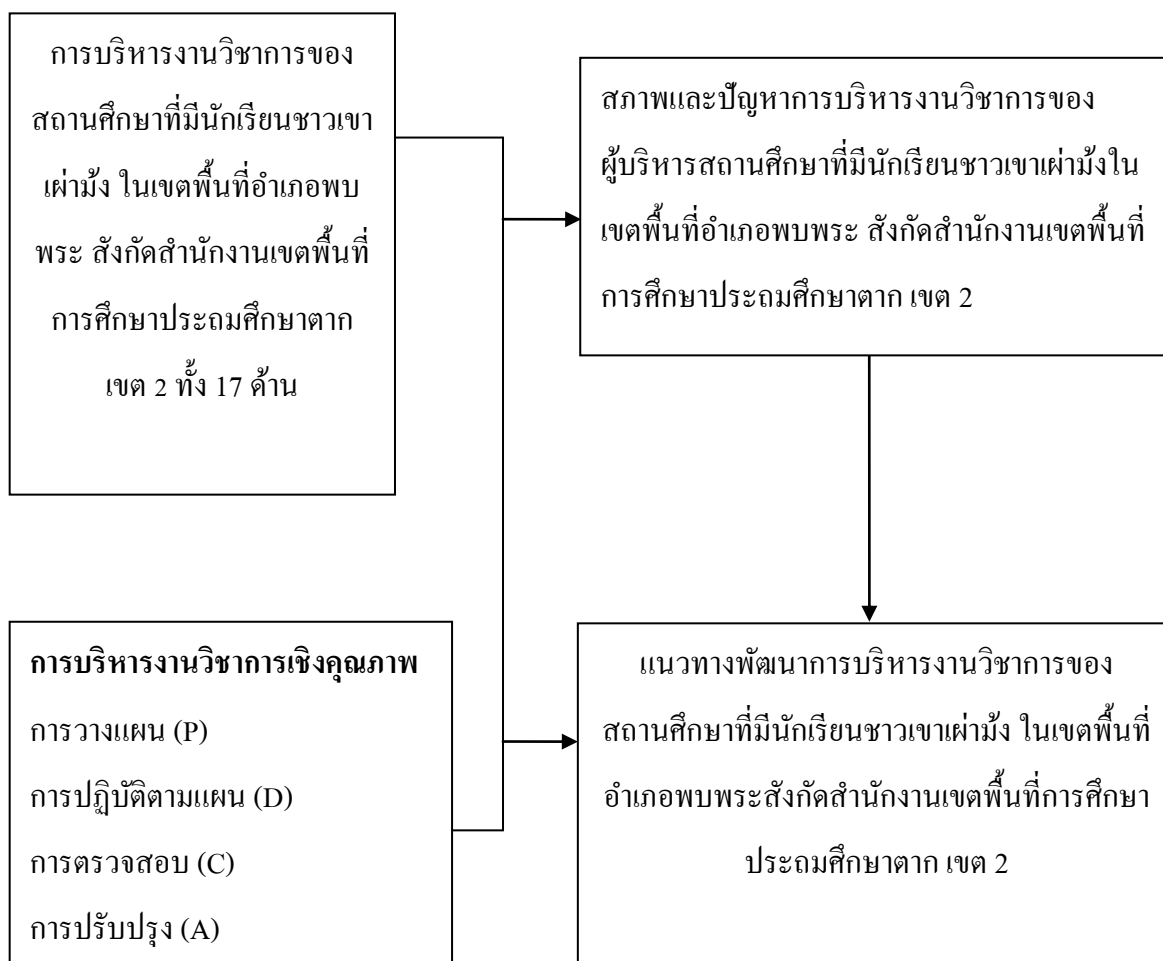 การบริหารงานวิชาการของ
สถานศึกษาที่มีนักเรียนชาวเขา
เผ่าม้ง ในเขตพื้นที่อำเภอพบ
พระ สังกัดสำนักงานเขตพื้นที่
การศึกษาประถมศึกษาตาก
เขต 2 ทั้ง 17 ด้าน
สภาพและปัญหาการบริหารงานวิชาการของ
ผู้บริหารสถานศึกษาที่มีนักเรียนชาวเขาเผ่าม้งใน
เขตพื้นที่อำเภอพบพระ สังกัดสำนักงานเขตพื้นที่
การศึกษาประถมศึกษาตาก เขต 2
การบริหารงานวิชาการเชิงคุณภาพ
การวางแผน (P)
การปฏิบัติตามแผน (D)
การตรวจสอบ (C)
การปรับปรุง (A)
แนวทางพัฒนาการบริหารงานวิชาการของ
สถานศึกษาที่มีนักเรียนชาวเขาเผ่าม้ง ในเขตพื้นที่
อำเภอพบพระสังกัดสำนักงานเขตพื้นที่การศึกษา
ประถมศึกษาตาก เขต 2